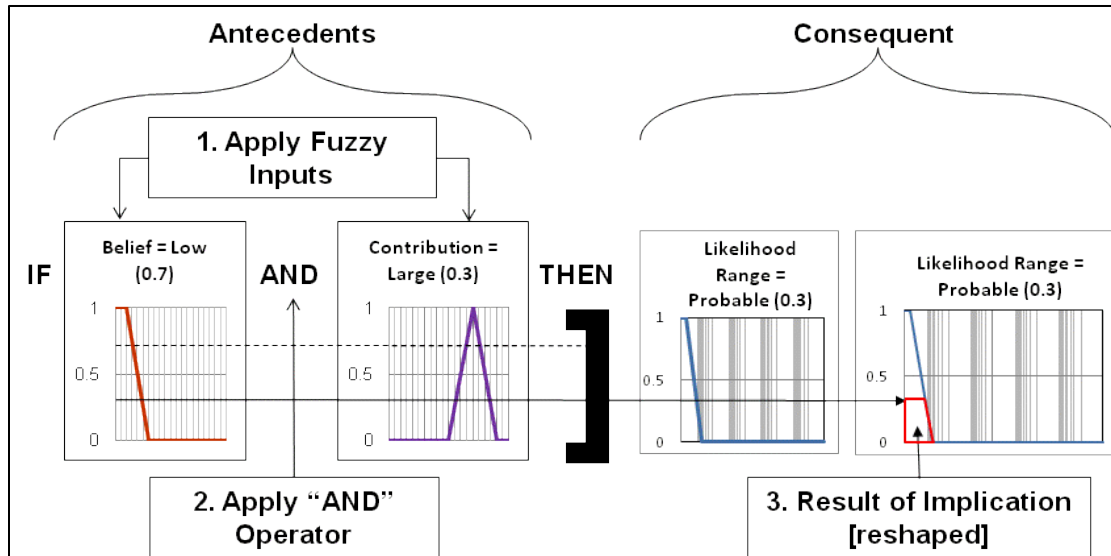 Antecedents
Consequent
1. Apply Fuzzy
Inputs
IF
Belief = Low
(0.7)
1
0.5
0
AND
Contribution =
Large (0.3)
1
0.5
0
THEN
Likelihood
Range =
Probable (0.3)
1
0.5
0
Likelihood Range =
Probable (0.3)
1
0.5
0
2. Apply “AND”
Operator
3. Result of Implication
[reshaped]